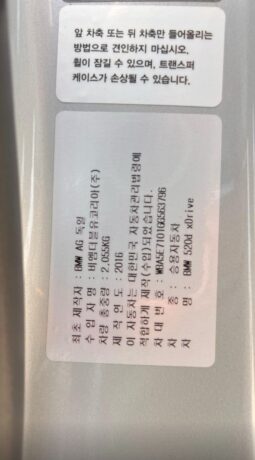 앞 차축 또는 뒤 차축만 들어올리는
방법으로 견인하지 마십시오.
휠이 잠길 수 있으며, 트랜스퍼
케이스가 손상될 수 있습니다.
최초 제작자 : BMW AG 독일
수 입 자 명 : 비엠더블유코리아(주)
차량 총중량 : 2,055KG
제 작 연 도 : 2016
이 자동차는 대한민국 자동차관리법령에
적합하게 제작(수입)되었습니다.
차 대 번 호 : WBA5E7101GG563796
차 종 : 승용자동차
차 명 : BMW 520d xDrive